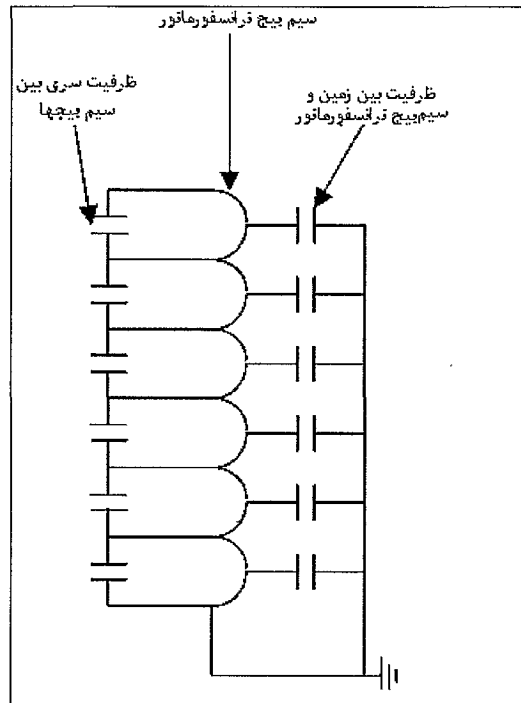 سیم پیچ ترانسفورماتور
ظرفیت بین زمین و
سیم‌پیچ ترانسفورماتور
ظرفیت سری بین
سیم پیچها